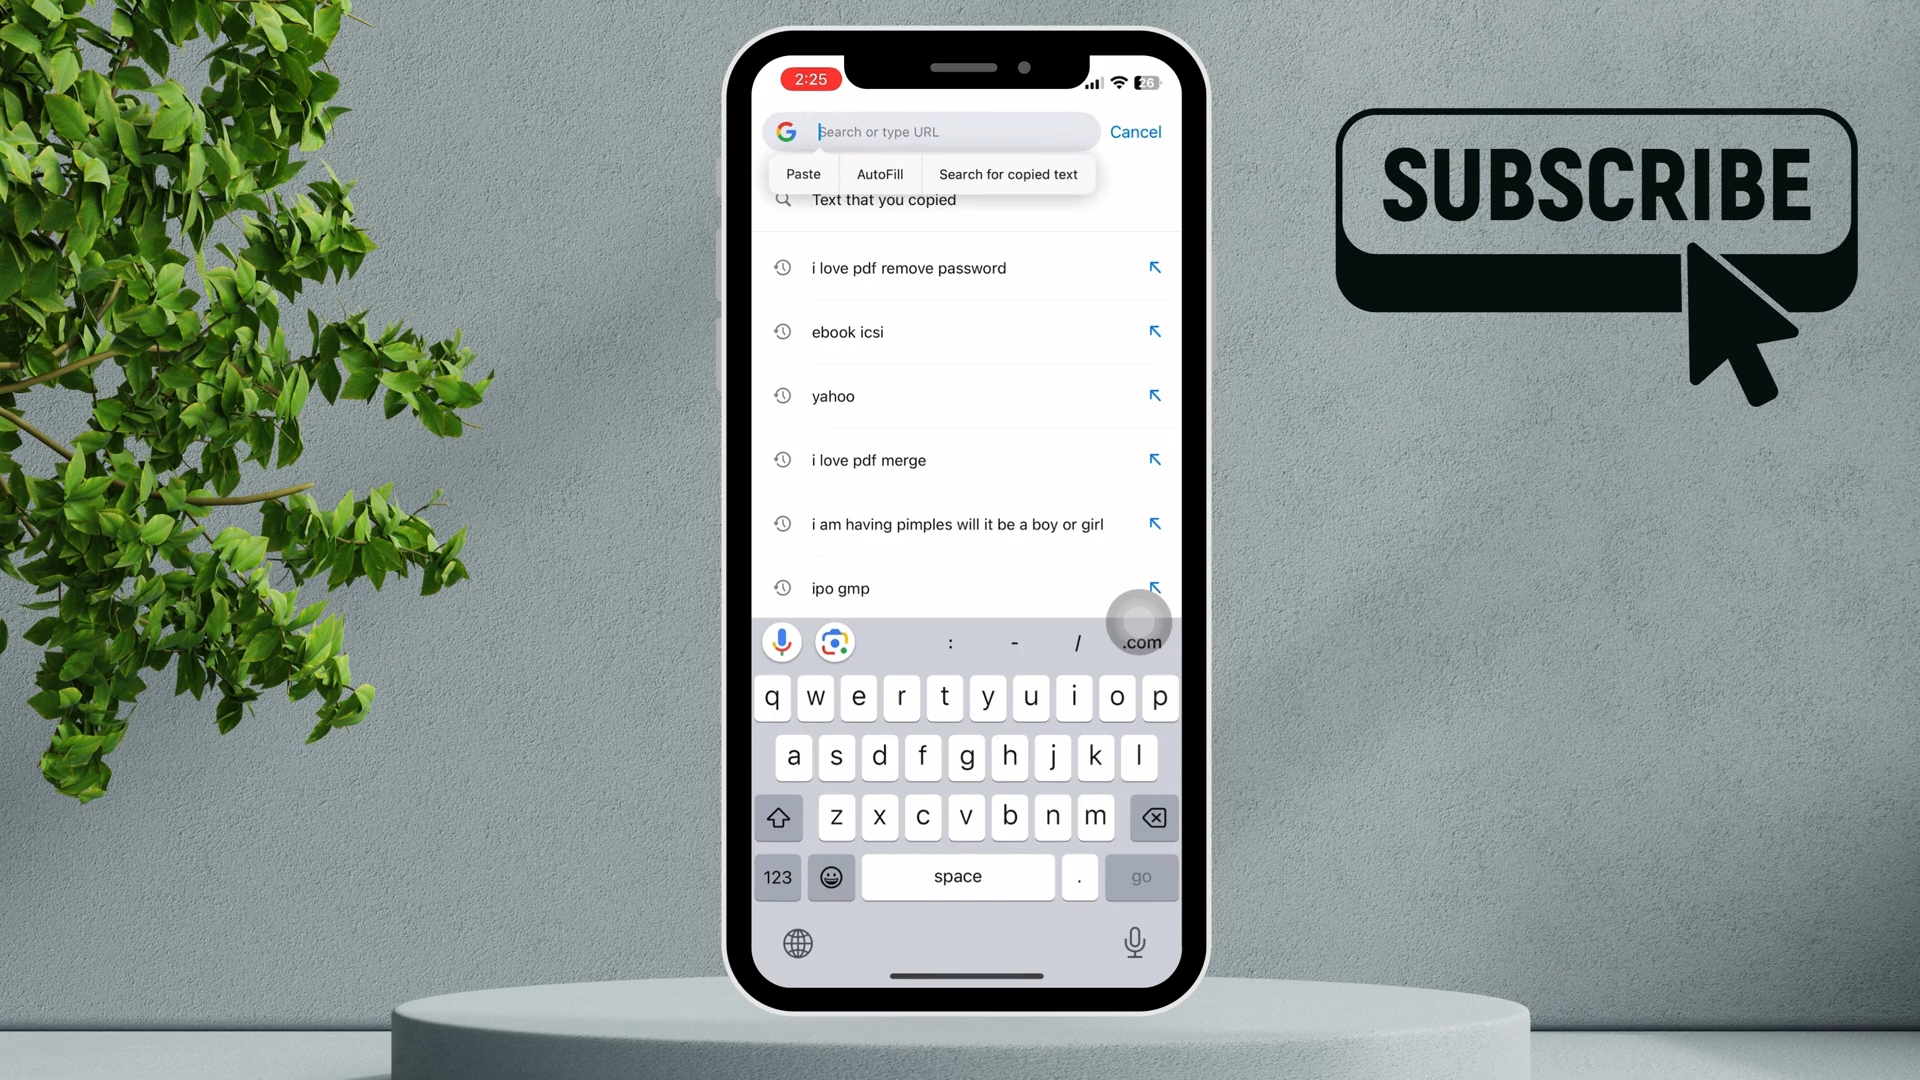 2:25
26
Search or type URL
Cancel
Paste
AutoFill
Search for copied text
Text that you copied
i love pdf remove password
ebook icsi
yahoo
i love pdf merge
i am having pimples will it be a boy or girl
ipo gmp
: - / .com
q w e r t y u i o p
a s d f g h j k l
z x c v b n m
123
space
.
go
SUBSCRIBE